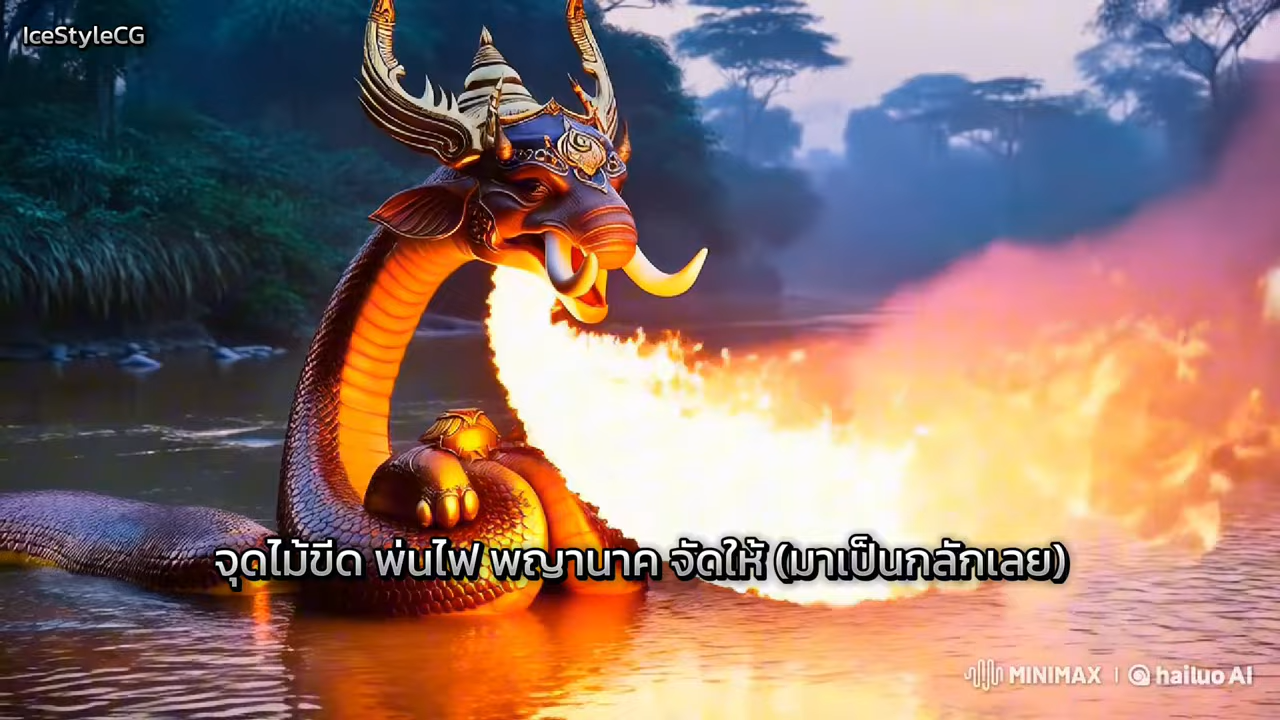 IceStyleCG
จุดไม้ขีด พ่นไฟ พญานาค จัดให้ (มาเป็นกลักเลย)
MINIMAX | hailuo AI